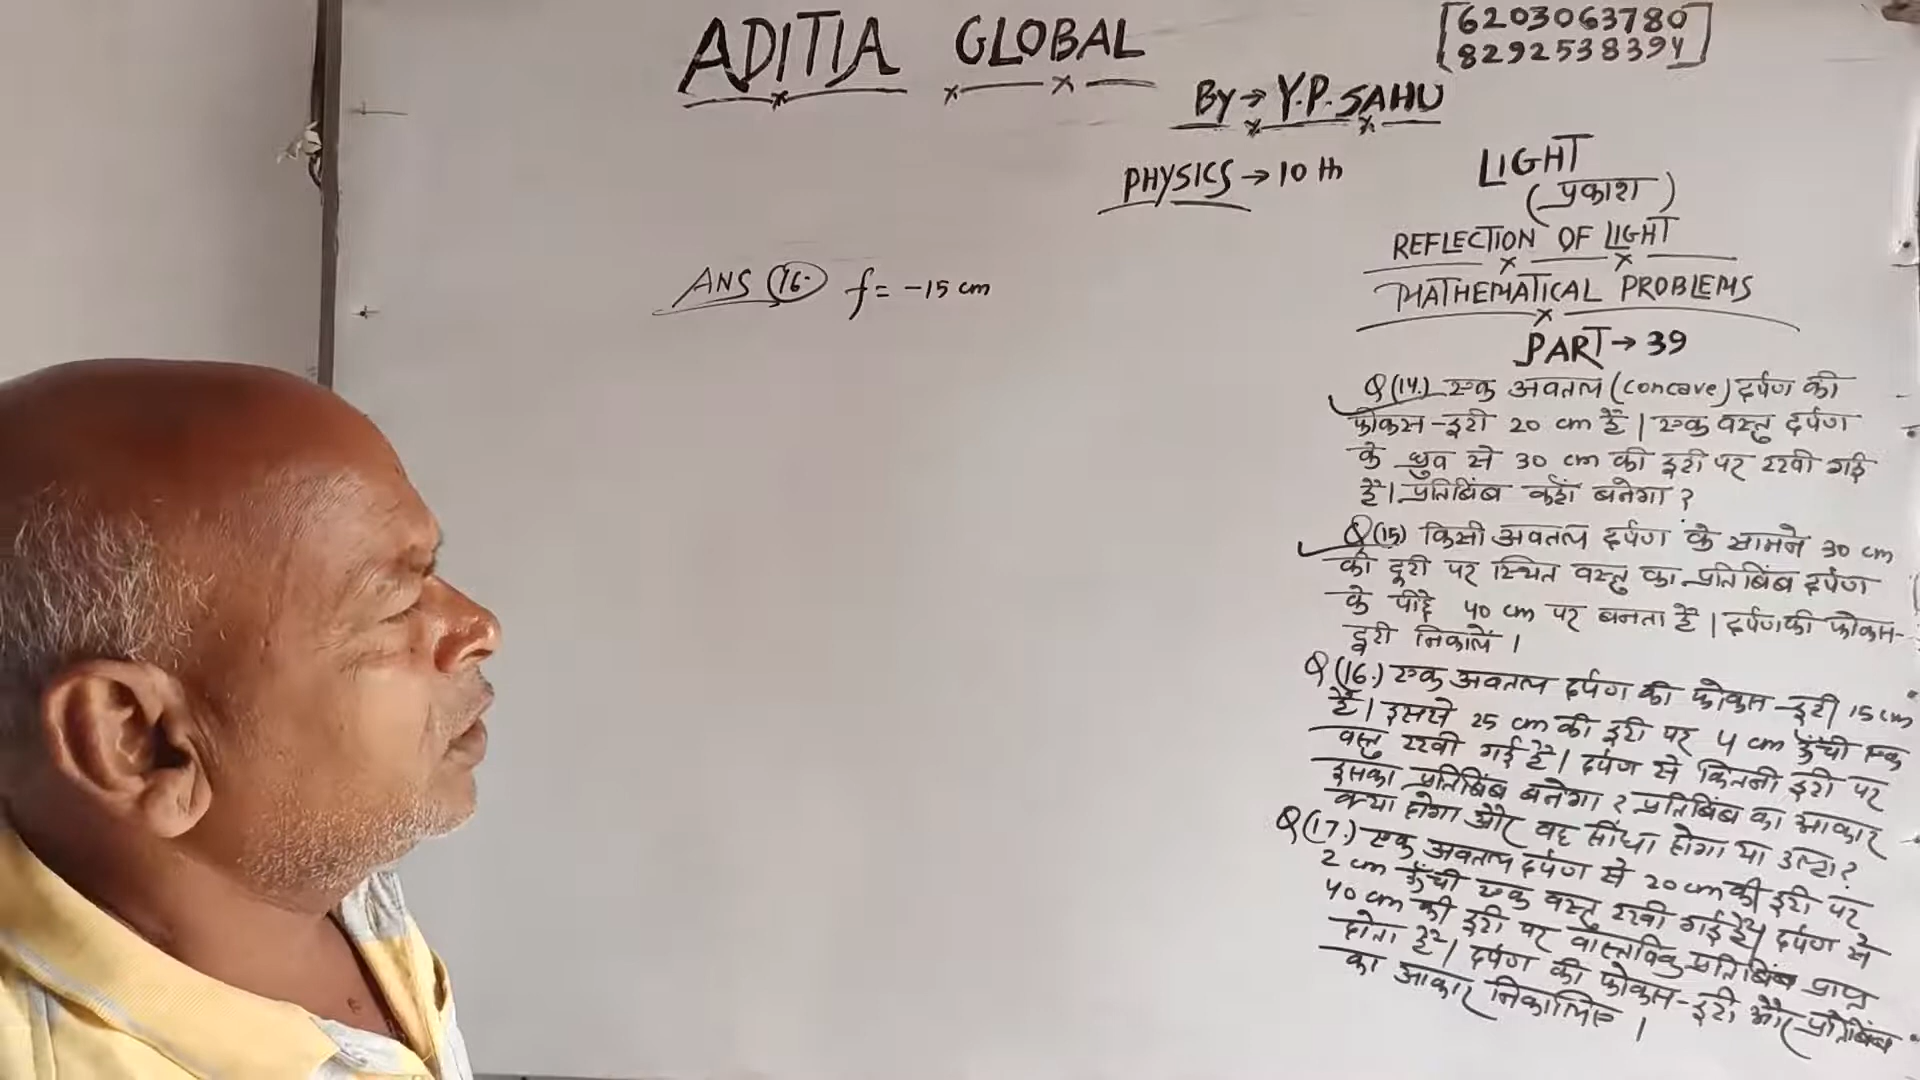 ADITIA GLOBAL
[6203063780
8292538394]
By → Y.P. SAHU
PHYSICS → 10 th
LIGHT
(प्रकाश)
REFLECTION OF LIGHT
MATHEMATICAL PROBLEMS
PART → 39
ANS (16. f = -15 cm
Q (14.) एक अवतल (concave) दर्पण की
फोकस-दूरी 20 cm है। एक वस्तु दर्पण
के ध्रुव से 30 cm की दूरी पर रखी गई
है। प्रतिबिंब कहाँ बनेगा ?
Q (15) किसी अवतल दर्पण के सामने 30 cm
की दूरी पर स्थित वस्तु का प्रतिबिंब दर्पण
के पीछे 40 cm पर बनता है। दर्पण की फोकस-
दूरी निकालें।
Q (16.) एक अवतल दर्पण की फोकस-दूरी 15 cm
है। इससे 25 cm की दूरी पर 4 cm ऊँची एक
वस्तु रखी गई है। दर्पण से कितनी दूरी पर
इसका प्रतिबिंब बनेगा ? प्रतिबिंब का आकार
क्या होगा और वह सीधा होगा या उल्टा ?
Q (17.) एक अवतल दर्पण से 20 cm की दूरी पर
2 cm ऊँची एक वस्तु रखी गई है। दर्पण से
40 cm की दूरी पर वास्तविक प्रतिबिंब प्राप्त
होता है। दर्पण की फोकस-दूरी और प्रतिबिंब
का आकार निकालिए।